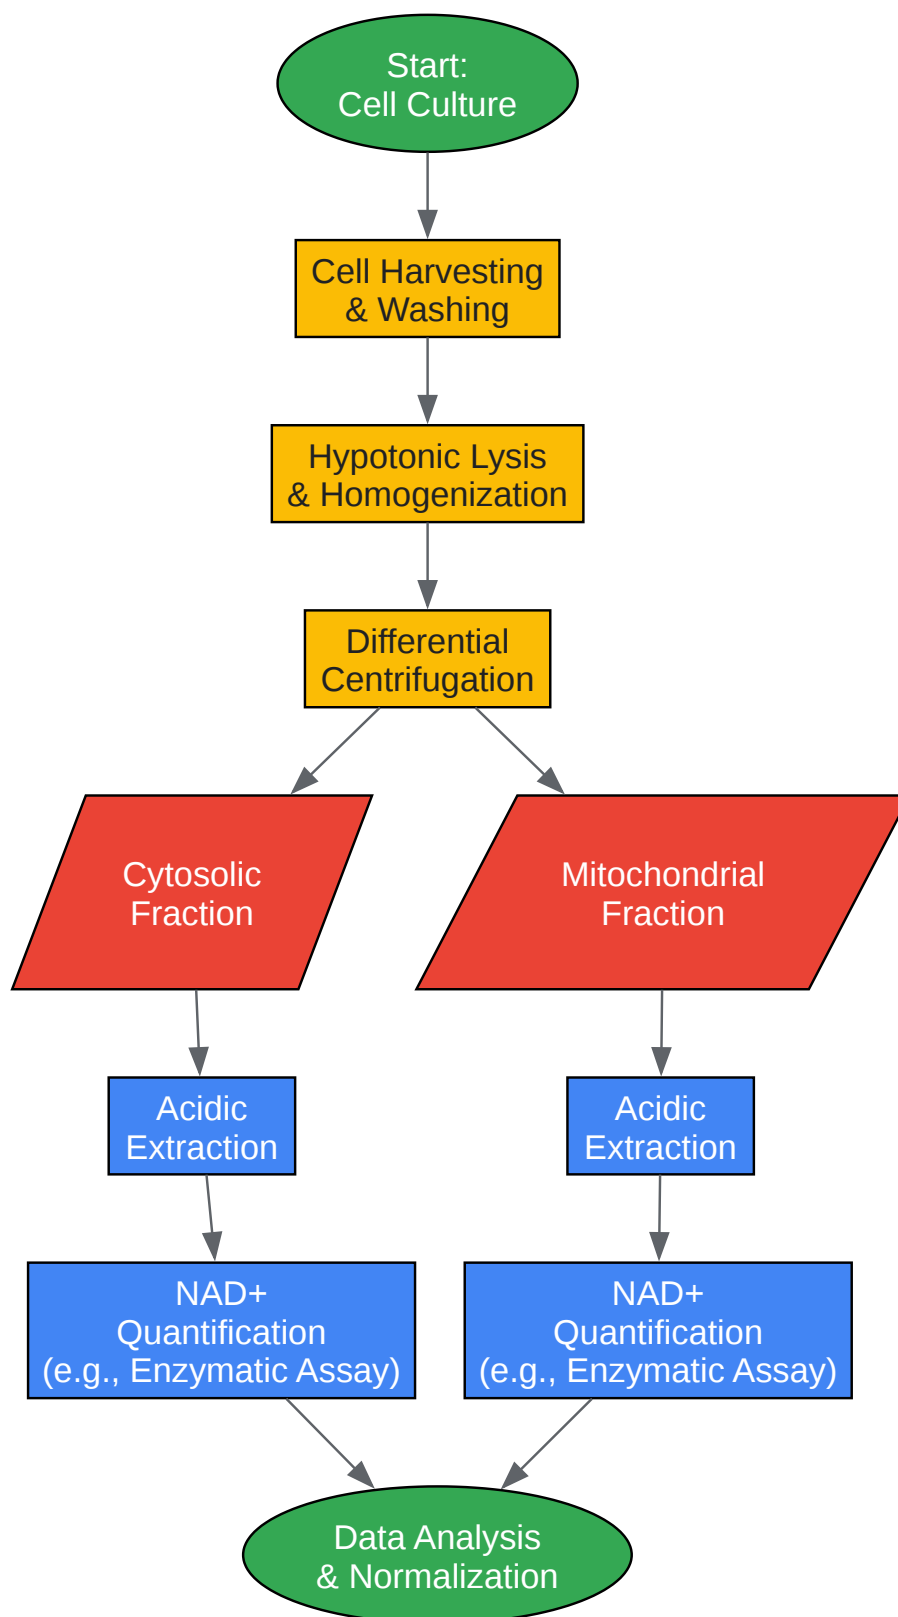 Start:
Cell Culture
Cell Harvesting
& Washing
Hypotonic Lysis
& Homogenization
Differential
Centrifugation
Cytosolic
Fraction
Mitochondrial
Fraction
Acidic
Extraction
Acidic
Extraction
NAD+
Quantification
(e.g., Enzymatic Assay)
NAD+
Quantification
(e.g., Enzymatic Assay)
Data Analysis
& Normalization